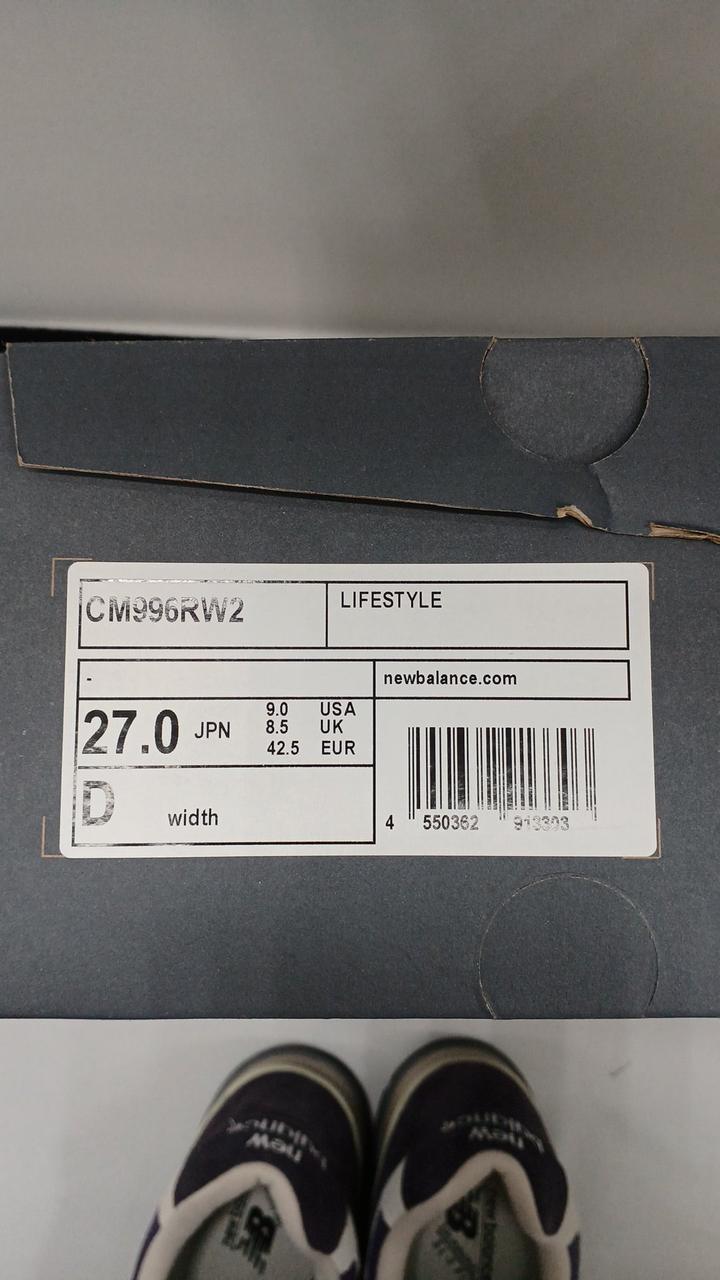 CM996RW2
LIFESTYLE
-
newbalance.com
27.0 JPN
9.0 USA
8.5 UK
42.5 EUR
D width
4 550362 913393
new balance
new balance